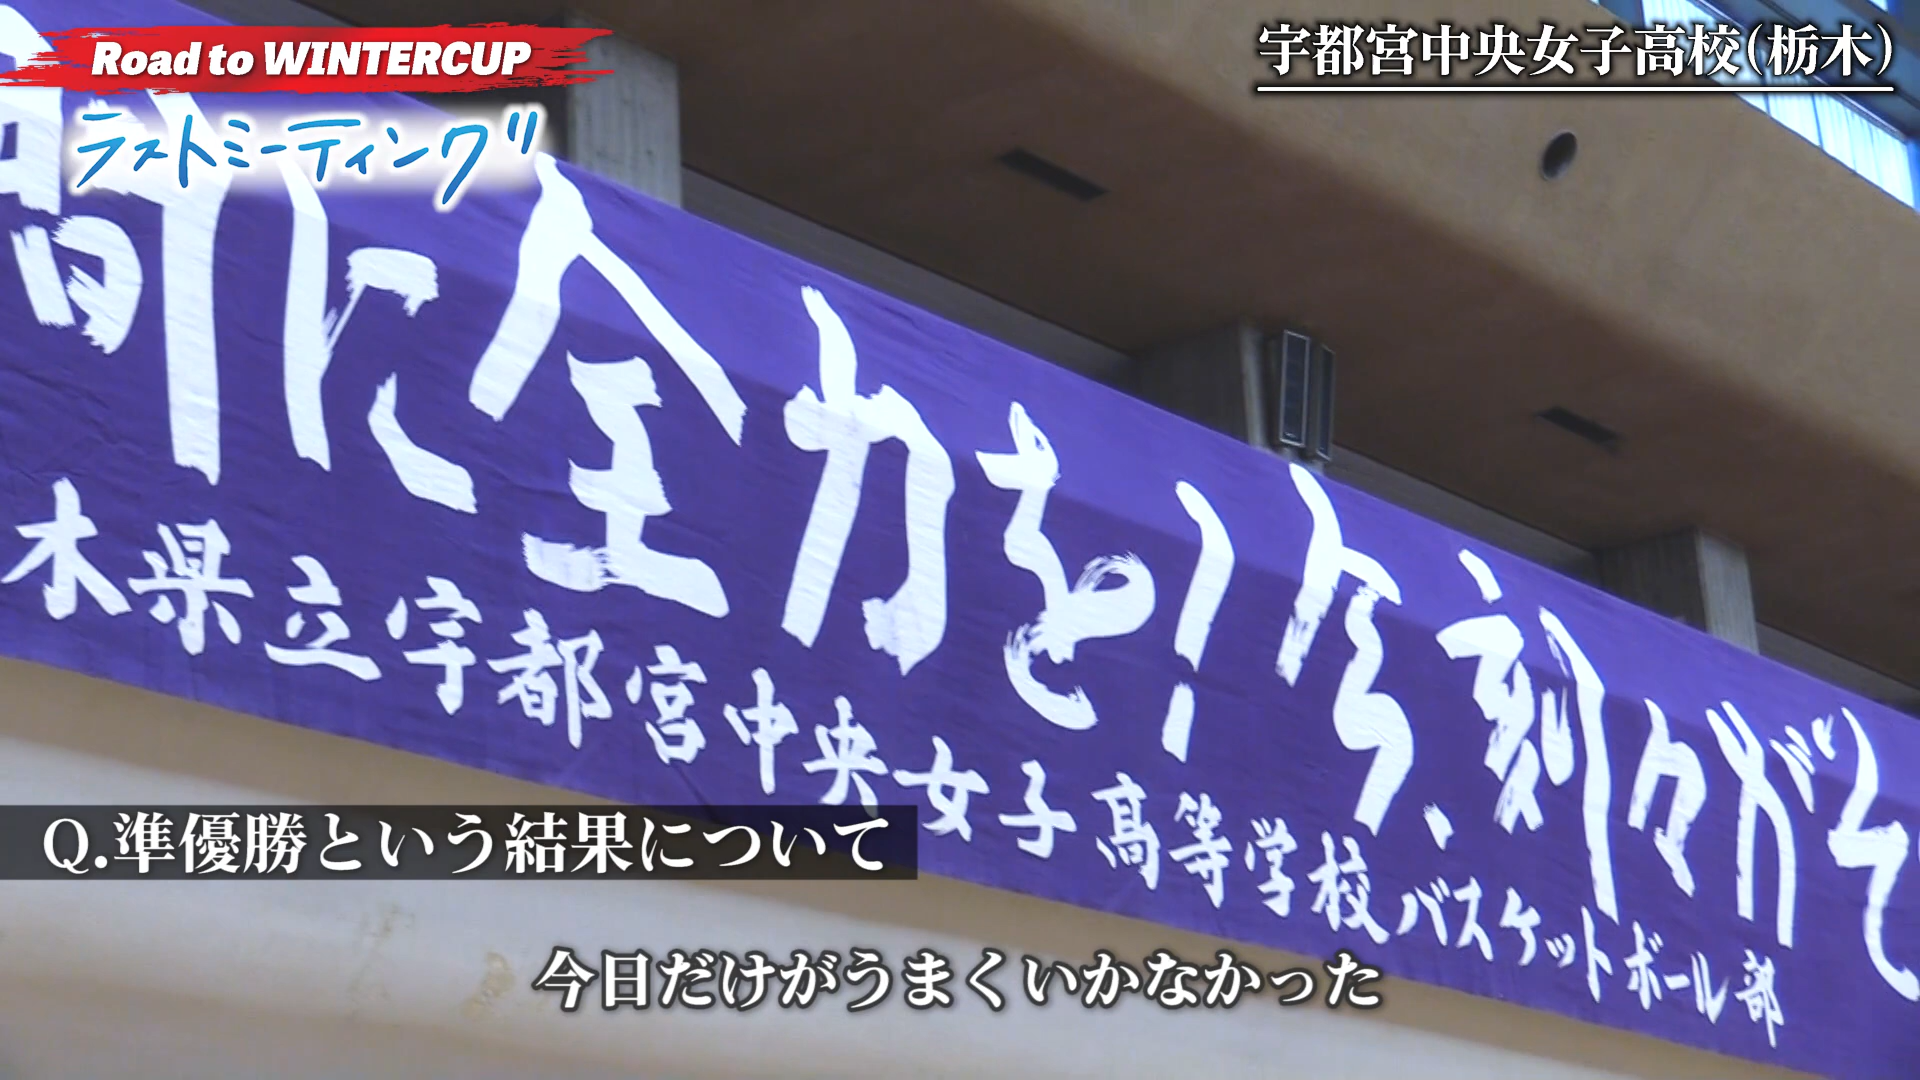 Road to WINTERCUP
ラストミーティング
宇都宮中央女子高校(栃木)
間に全力を!今、刻々がそ
木県立宇都宮中央女子高等学校バスケットボール部
Q.準優勝という結果について
今日だけがうまくいかなかった